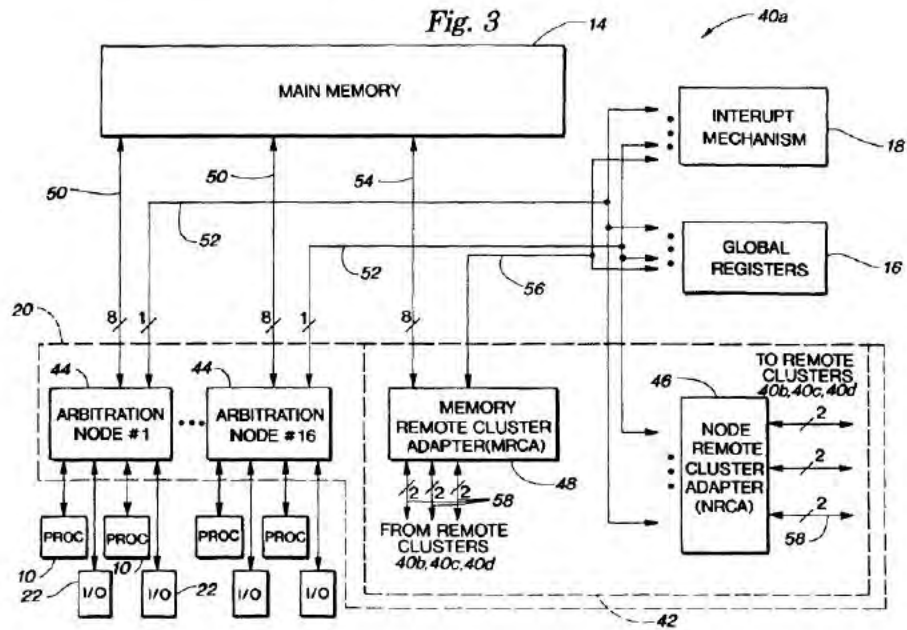 Fig. 3
14
40a
MAIN MEMORY
INTERUPT
MECHANISM
18
50
50
54
52
GLOBAL
REGISTERS
16
52
56
20
8
1
8
1
8
44
44
46
TO REMOTE
CLUSTERS
40b, 40c, 40d
ARBITRATION
NODE #1
ARBITRATION
NODE #16
MEMORY
REMOTE CLUSTER
ADAPTER(MRCA)
NODE
REMOTE
CLUSTER
ADAPTER
(NRCA)
2
2
2
48
2
2
2
58
58
FROM REMOTE
CLUSTERS
40b, 40c, 40d
PROC
PROC
PROC
PROC
10
10
22
I/O
I/O
22
I/O
I/O
42